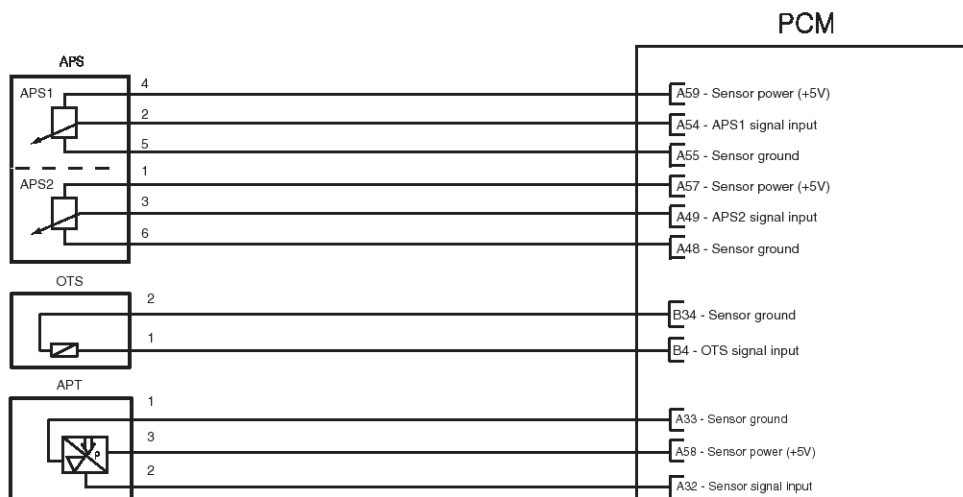 PCM
APS
APS1
4
A59 - Sensor power (+5V)
2
A54 - APS1 signal input
5
A55 - Sensor ground
APS2
1
A57 - Sensor power (+5V)
3
A49 - APS2 signal input
6
A48 - Sensor ground
OTS
2
B34 - Sensor ground
1
B4 - OTS signal input
APT
1
A33 - Sensor ground
3
P
A58 - Sensor power (+5V)
2
A32 - Sensor signal input